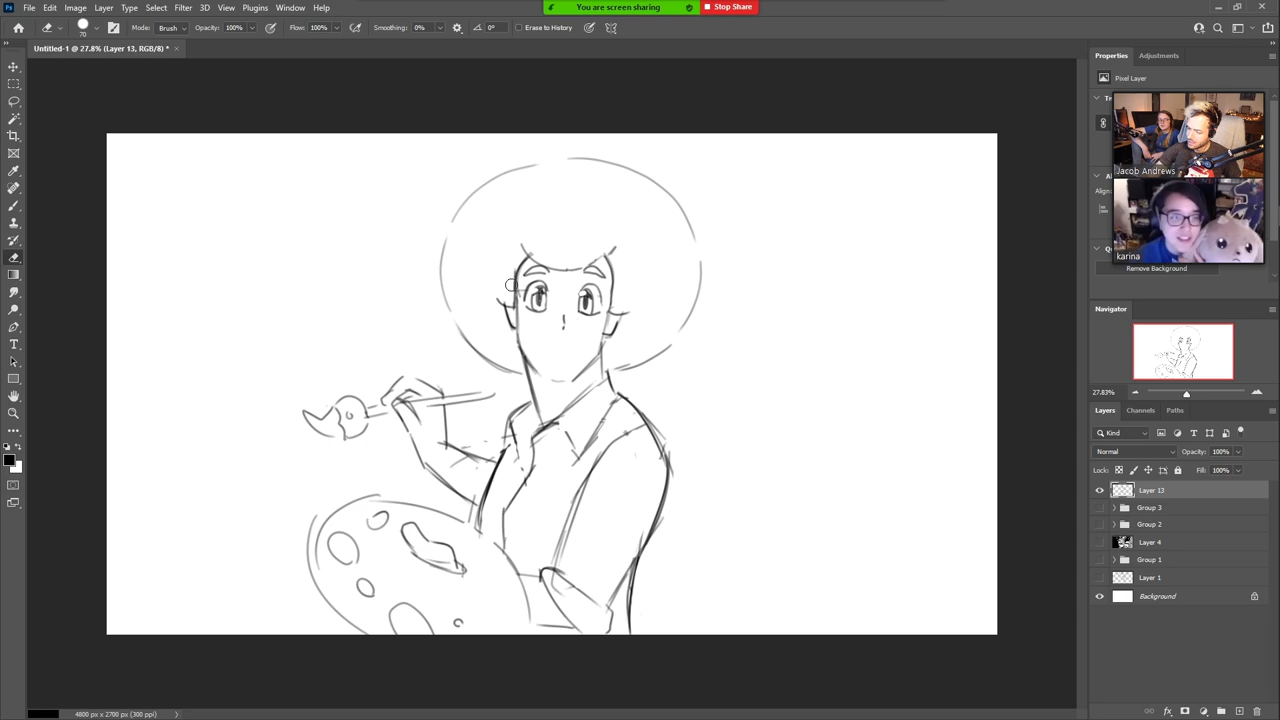 Ps File Edit Image Layer Type Select Filter 3D View Plugins Window Help
You are screen sharing Stop Share
70 Mode: Brush Opacity: 100% Flow: 100% Smoothing: 0% 0° Erase to History
Untitled-1 @ 27.8% (Layer 13, RGB/8) * ×
Properties Adjustments
Pixel Layer
Jacob Andrews
karina
Remove Background
Navigator
27.83%
Layers Channels Paths
Kind
Normal Opacity: 100%
Lock: Fill: 100%
Layer 13
Group 3
Group 2
Layer 4
Group 1
Layer 1
Background
4800 px x 2700 px (300 ppi)